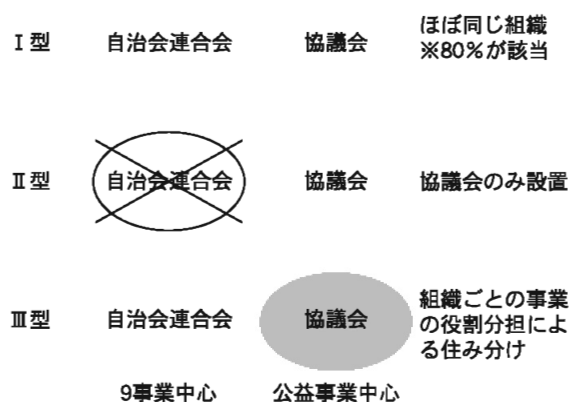 Ⅰ型 自治会連合会 協議会 ほぼ同じ組織
※80%が該当
Ⅱ型 自治会連合会 協議会 協議会のみ設置
Ⅲ型 自治会連合会 協議会 組織ごとの事業
の役割分担によ
る住み分け
9事業中心 公益事業中心